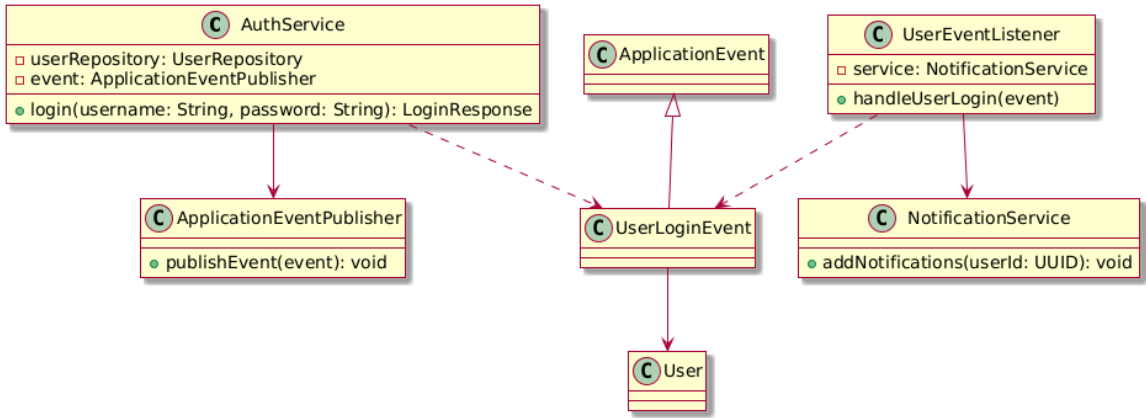 C AuthService
userRepository: UserRepository
event: ApplicationEventPublisher
login(username: String, password: String): LoginResponse
C ApplicationEvent
C UserEventListener
service: NotificationService
handleUserLogin(event)
C ApplicationEventPublisher
publishEvent(event): void
C UserLoginEvent
C NotificationService
addNotifications(userId: UUID): void
C User